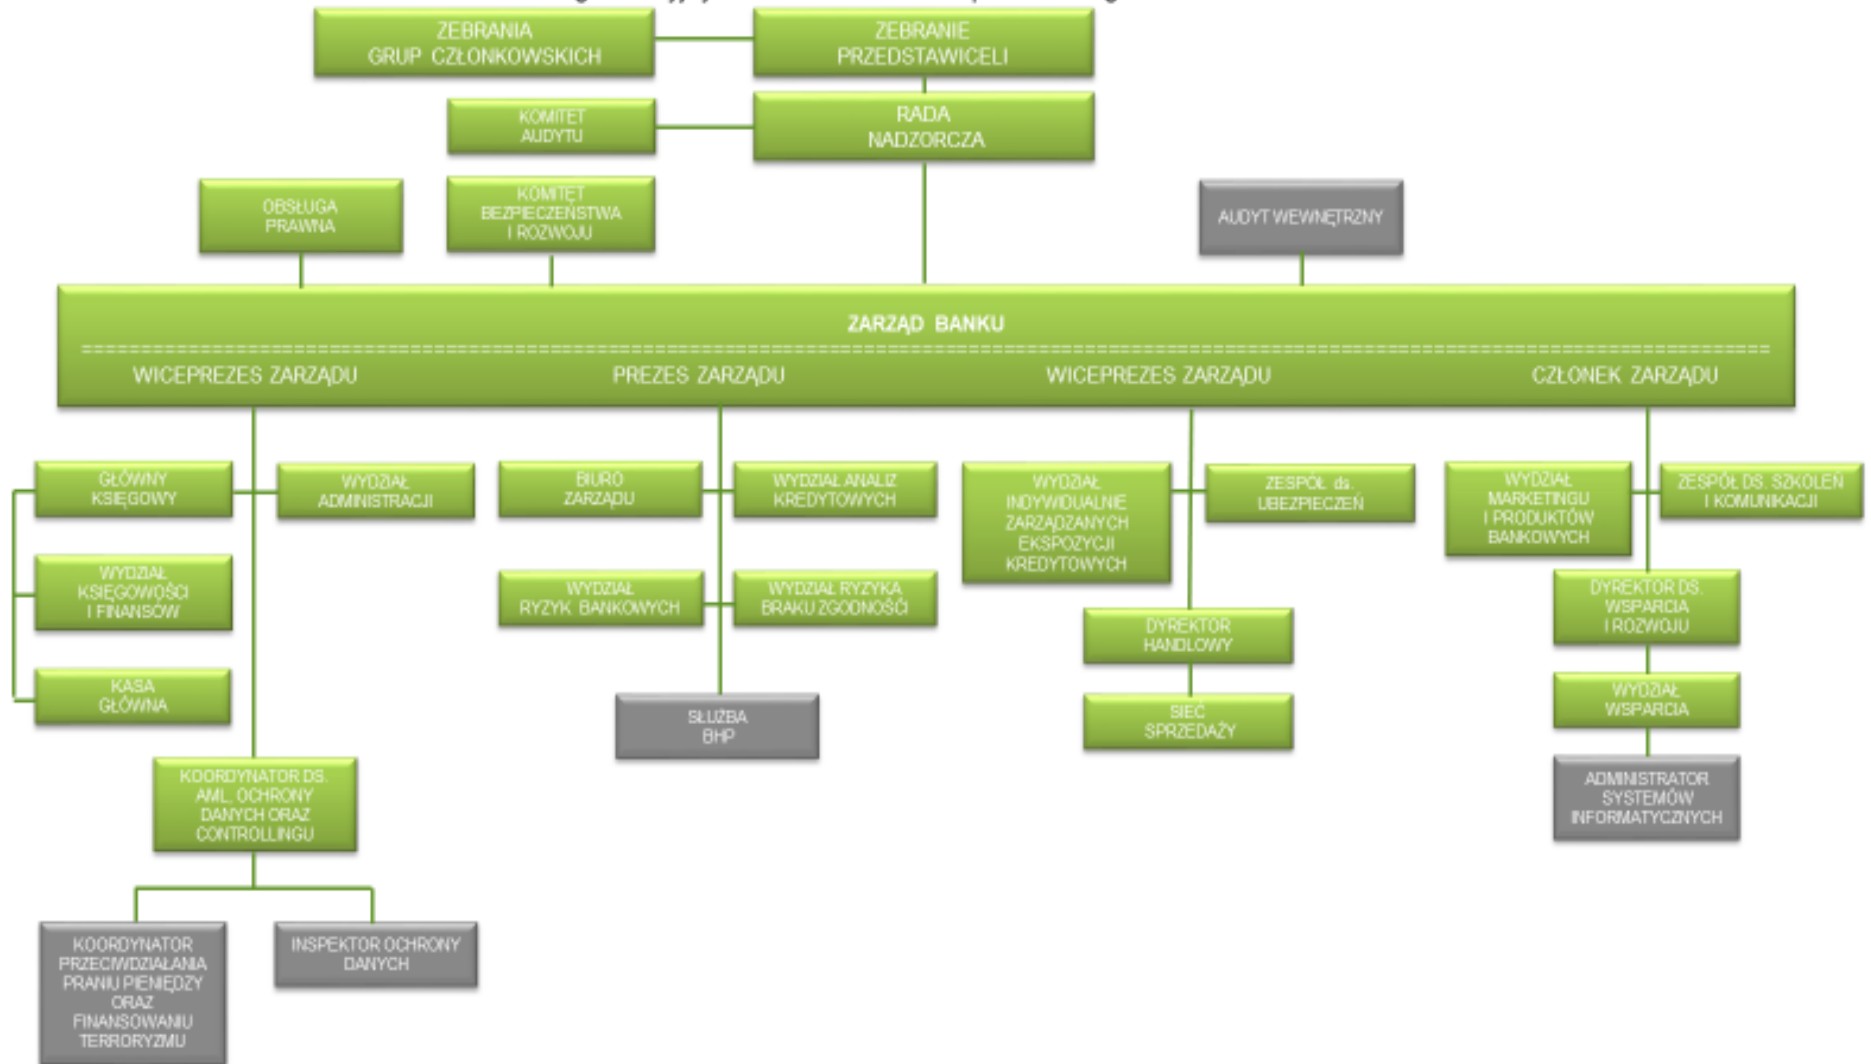 ZEBRANIA
GRUP CZŁONKOWSKICH
ZEBRANIE
PRZEDSTAWICELI
KOMITET
AUDYTU
RADA
NADZORCZA
OBSŁUGA
PRAWNA
KOMITET
BEZPIECZEŃSTWA
I ROZWOJU
AUDYT WEWNĘTRZNY
ZARZĄD BANKU
WICEPREZES ZARZĄDU
PREZES ZARZĄDU
WICEPREZES ZARZĄDU
CZŁONEK ZARZĄDU
GŁÓWNY
KSIĘGOWY
WYDZIAŁ
ADMINISTRACJI
BIURO
ZARZĄDU
WYDZIAŁ ANALIZ
KREDYTOWYCH
WYDZIAŁ
INDYWIDUALNIE
ZARZĄDZANYCH
EKSPOZYCJI
KREDYTOWYCH
ZESPÓŁ ds.
UBEZPIECZEŃ
WYDZIAŁ
MARKETINGU
I PRODUKTÓW
BANKOWYCH
ZESPÓŁ DS. SZKOLEŃ
I KOMUNIKACJI
WYDZIAŁ
KSIĘGOWOŚCI
I FINANSÓW
WYDZIAŁ
RYZYK BANKOWYCH
WYDZIAŁ RYZYKA
BRAKU ZGODNOŚCI
DYREKTOR
HANDLOWY
DYREKTOR DS.
WSPARCIA
I ROZWOJU
KASA
GŁÓWNA
SŁUŻBA
BHP
SIEĆ
SPRZEDAŻY
WYDZIAŁ
WSPARCIA
KOORDYNATOR DS.
AML. OCHRONY
DANYCH ORAZ
CONTROLLINGU
ADMINISTRATOR
SYSTEMÓW
INFORMATYCZNYCH
KOORDYNATOR
PRZECIWDZIAŁANIA
PRANIU PIENIĘDZY
ORAZ
FINANSOWANIU
TERRORYZMU
INSPEKTOR OCHRONY
DANYCH